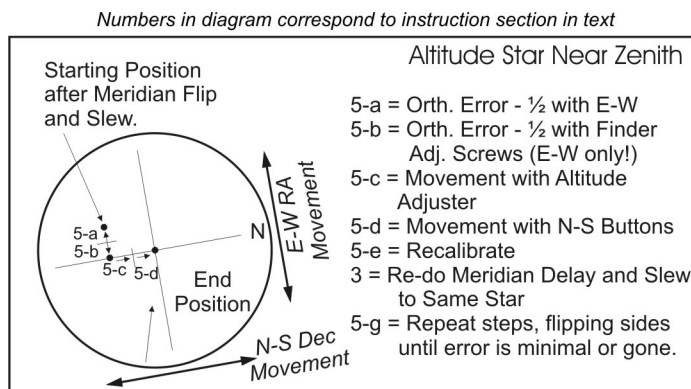 Numbers in diagram correspond to instruction section in text
Altitude Star Near Zenith
Starting Position
after Meridian Flip
and Slew.
5-a
5-b
5-c
5-d
N
End
Position
E-W RA
Movement
N-S Dec
Movement
5-a = Orth. Error - ½ with E-W
5-b = Orth. Error - ½ with Finder
Adj. Screws (E-W only!)
5-c = Movement with Altitude
Adjuster
5-d = Movement with N-S Buttons
5-e = Recalibrate
3 = Re-do Meridian Delay and Slew
to Same Star
5-g = Repeat steps, flipping sides
until error is minimal or gone.